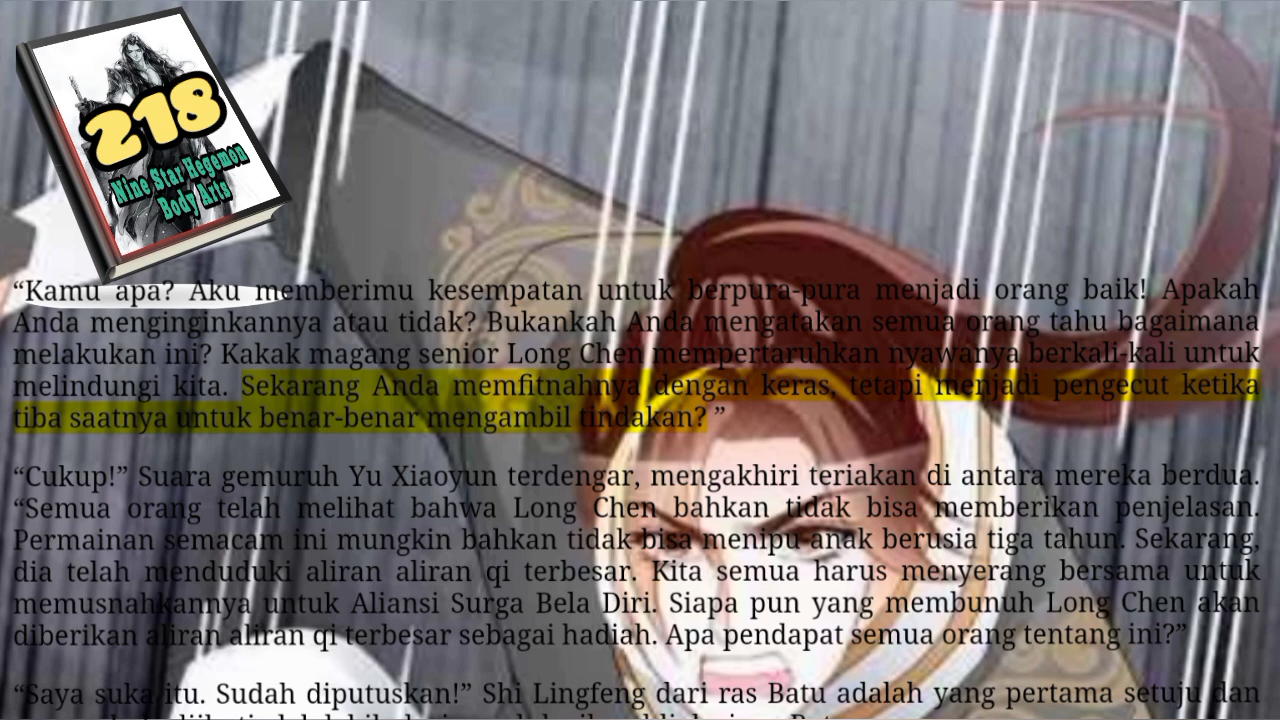 218
Nine Star Hegemon
Body Arts
“Kamu apa? Aku memberimu kesempatan untuk berpura-pura menjadi orang baik! Apakah
Anda menginginkannya atau tidak? Bukankah Anda mengatakan semua orang tahu bagaimana
melakukan ini? Kakak magang senior Long Chen mempertaruhkan nyawanya berkali-kali untuk
melindungi kita. Sekarang Anda memfitnahnya dengan keras, tetapi menjadi pengecut ketika
tiba saatnya untuk benar-benar mengambil tindakan? ”
“Cukup!” Suara gemuruh Yu Xiaoyun terdengar, mengakhiri teriakan di antara mereka berdua.
“Semua orang telah melihat bahwa Long Chen bahkan tidak bisa memberikan penjelasan.
Permainan semacam ini mungkin bahkan tidak bisa menipu anak berusia tiga tahun. Sekarang,
dia telah menduduki aliran aliran qi terbesar. Kita semua harus menyerang bersama untuk
memusnahkannya untuk Aliansi Surga Bela Diri. Siapa pun yang membunuh Long Chen akan
diberikan aliran aliran qi terbesar sebagai hadiah. Apa pendapat semua orang tentang ini?”
“Saya suka itu. Sudah diputuskan!” Shi Lingfeng dari ras Batu adalah yang pertama setuju dan